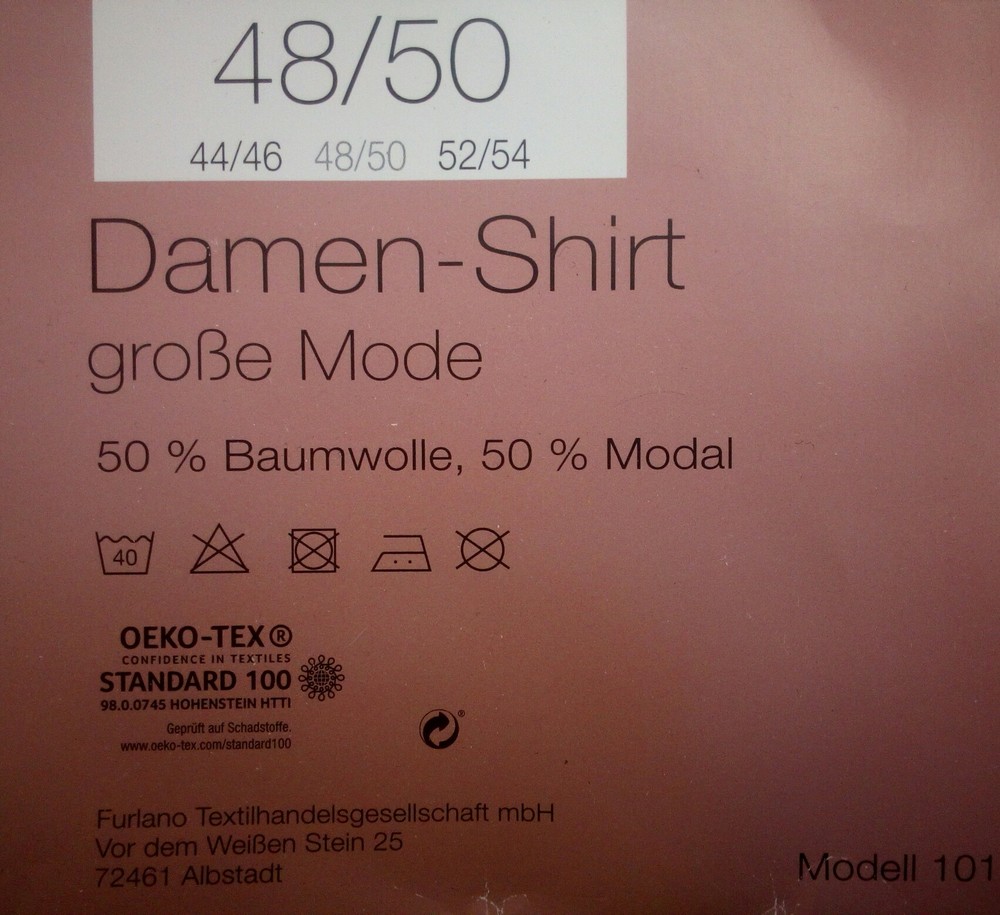 48/50
44/46 48/50 52/54
Damen-Shirt
große Mode
50 % Baumwolle, 50 % Modal
40
OEKO-TEX®
CONFIDENCE IN TEXTILES
STANDARD 100
98.0.0745 HOHENSTEIN HTTI
Geprüft auf Schadstoffe.
www.oeko-tex.com/standard100
®
Furlano Textilhandelsgesellschaft mbH
Vor dem Weißen Stein 25
72461 Albstadt
Modell 101